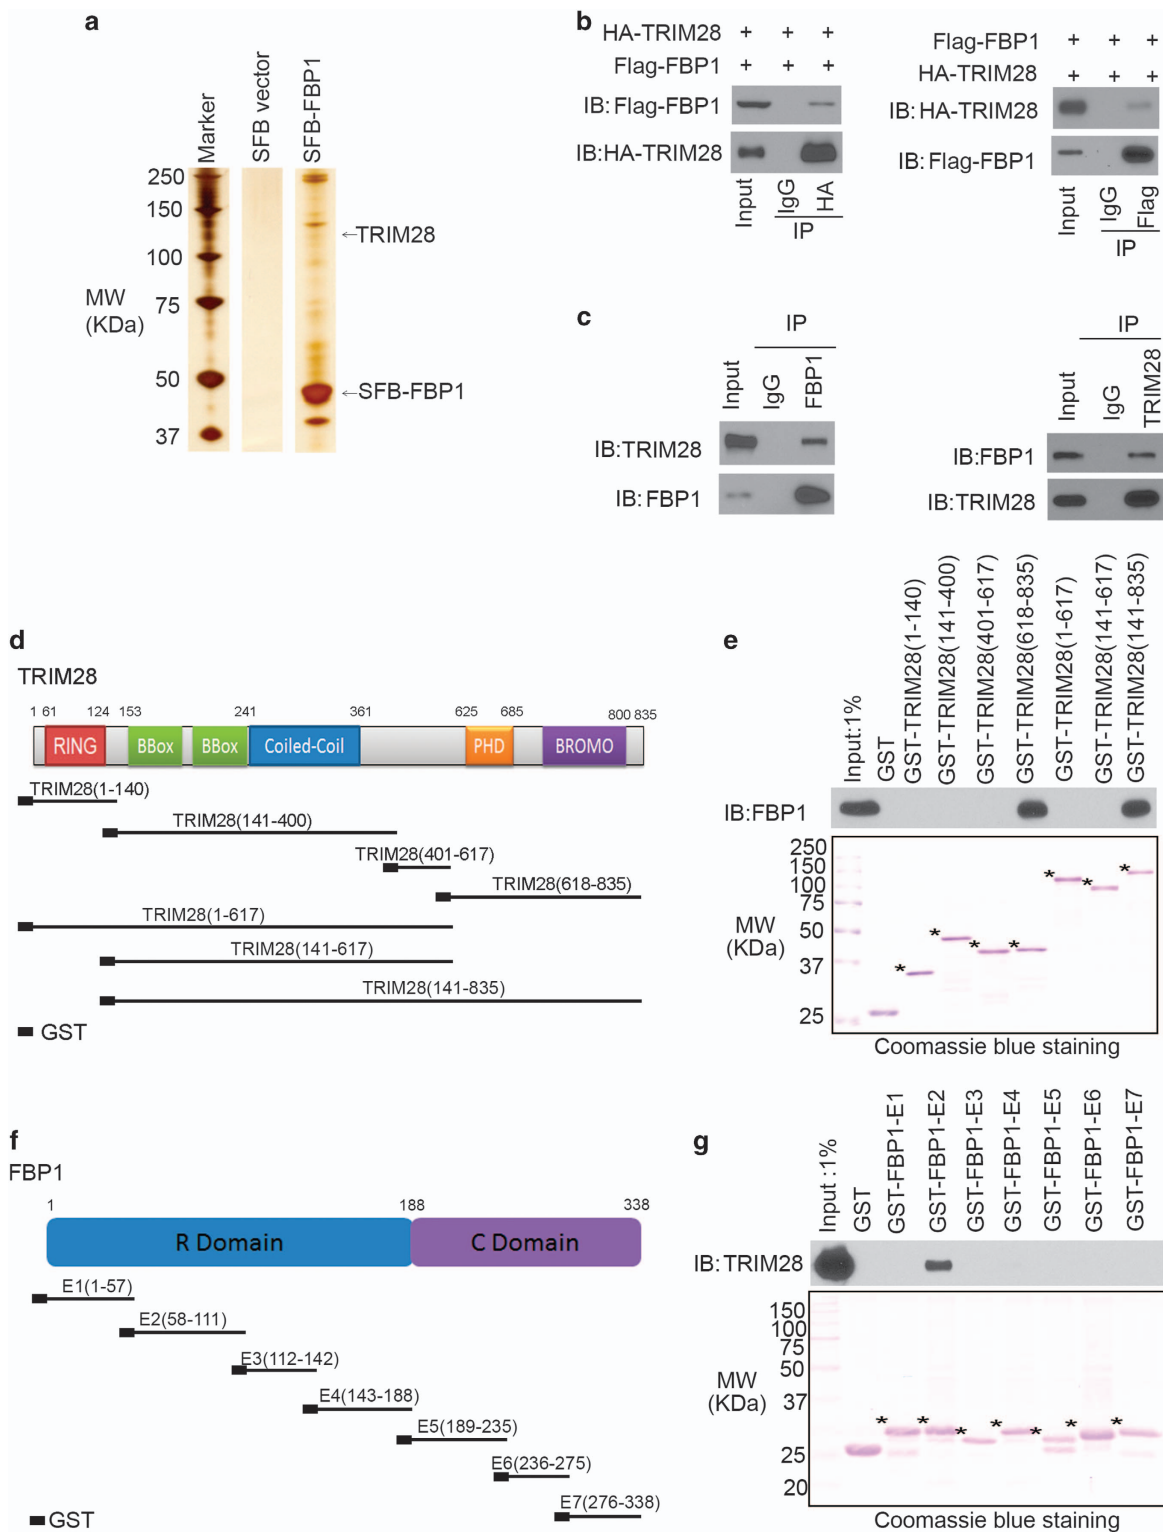 a
Marker
SFB vector
SFB-FBP1
250
150
100
75
50
37
MW
(KDa)
←TRIM28
←SFB-FBP1
b
HA-TRIM28 + + +
Flag-FBP1 + + +
IB: Flag-FBP1
IB:HA-TRIM28
Input
IgG
HA
IP
Flag-FBP1 + + +
HA-TRIM28 + + +
IB: HA-TRIM28
IB: Flag-FBP1
Input
IgG
Flag
IP
c
IP
Input
IgG
FBP1
IB:TRIM28
IB: FBP1
IP
Input
IgG
TRIM28
IB:FBP1
IB:TRIM28
d
TRIM28
1 61 124 153 241 361 625 685 800 835
RING BBox BBox Coiled-Coil PHD BROMO
TRIM28(1-140)
TRIM28(141-400)
TRIM28(401-617)
TRIM28(618-835)
TRIM28(1-617)
TRIM28(141-617)
TRIM28(141-835)
GST
e
Input:1%
GST
GST-TRIM28(1-140)
GST-TRIM28(141-400)
GST-TRIM28(401-617)
GST-TRIM28(618-835)
GST-TRIM28(1-617)
GST-TRIM28(141-617)
GST-TRIM28(141-835)
IB:FBP1
250
150
100
75
50
37
25
MW
(KDa)
* * * * * * *
Coomassie blue staining
f
FBP1
1 188 338
R Domain C Domain
E1(1-57)
E2(58-111)
E3(112-142)
E4(143-188)
E5(189-235)
E6(236-275)
E7(276-338)
GST
g
Input :1%
GST
GST-FBP1-E1
GST-FBP1-E2
GST-FBP1-E3
GST-FBP1-E4
GST-FBP1-E5
GST-FBP1-E6
GST-FBP1-E7
IB: TRIM28
150
100
75
50
37
25
20
MW
(KDa)
* * * * * * *
Coomassie blue staining